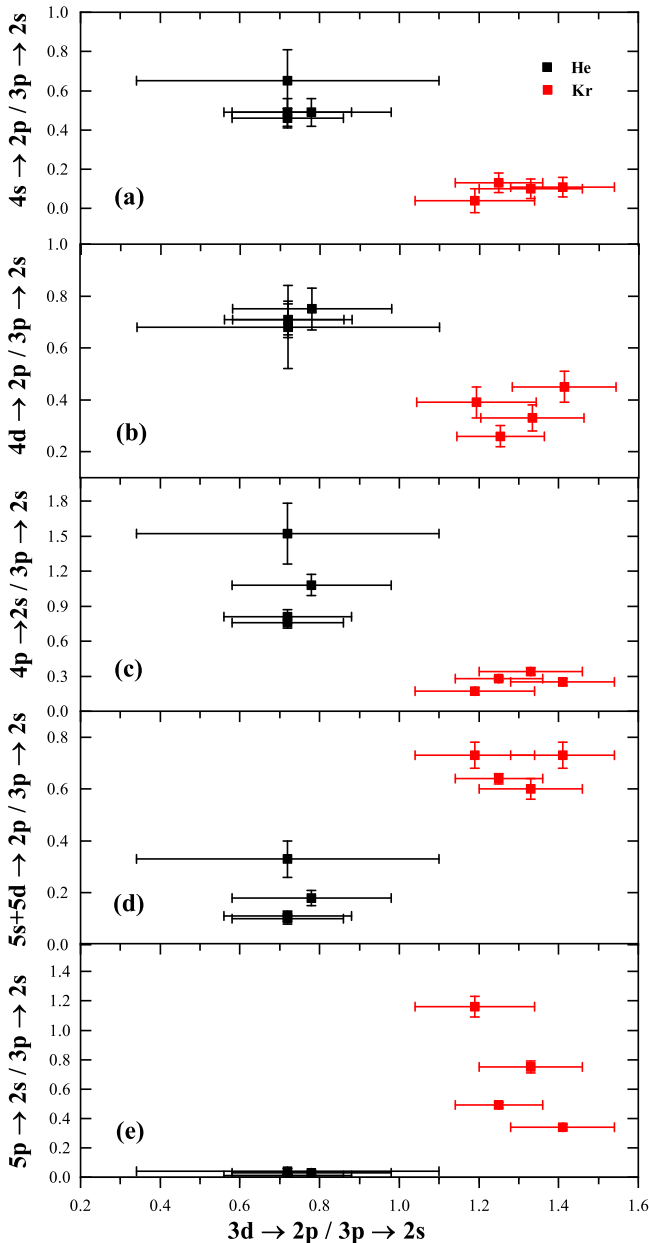 4s → 2p / 3p → 2s
1.0
0.8
0.6
0.4
0.2
0.0
He
Kr
(a)
4d → 2p / 3p → 2s
1.0
0.8
0.6
0.4
0.2
(b)
4p →2s / 3p → 2s
1.8
1.5
1.2
0.9
0.6
0.3
0.0
(c)
5s+5d → 2p / 3p → 2s
0.6
0.4
0.2
0.0
(d)
5p → 2s / 3p → 2s
1.4
1.2
1.0
0.8
0.6
0.4
0.2
0.0
(e)
0.2 0.4 0.6 0.8 1.0 1.2 1.4 1.6
3d → 2p / 3p → 2s